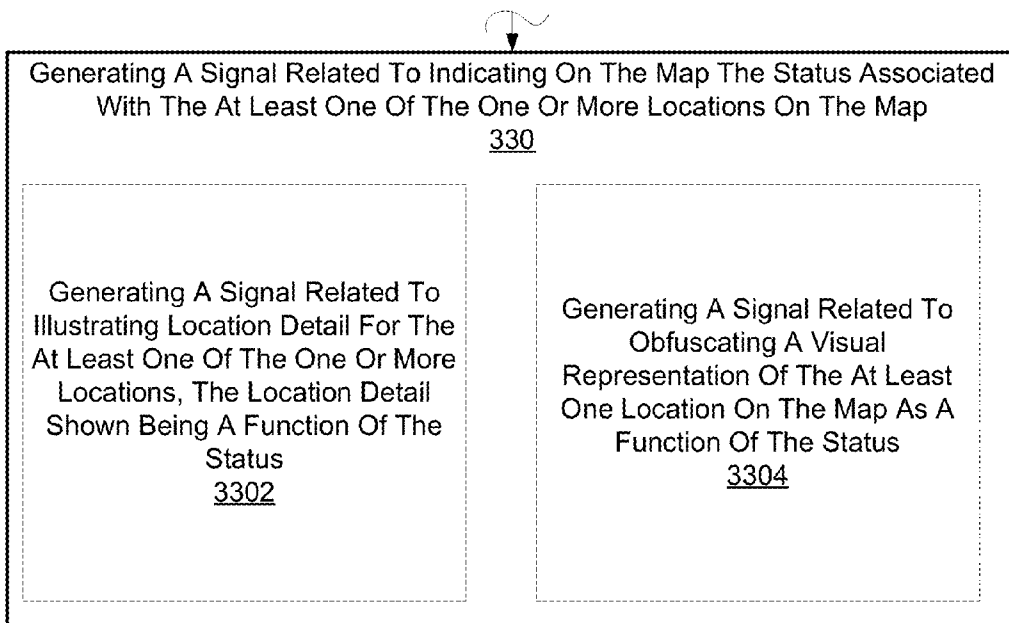 Generating A Signal Related To Indicating On The Map The Status Associated
With The At Least One Of The One Or More Locations On The Map
330
Generating A Signal Related To
Illustrating Location Detail For The
At Least One Of The One Or More
Locations, The Location Detail
Shown Being A Function Of The
Status
3302
Generating A Signal Related To
Obfuscating A Visual
Representation Of The At Least
One Location On The Map As A
Function Of The Status
3304